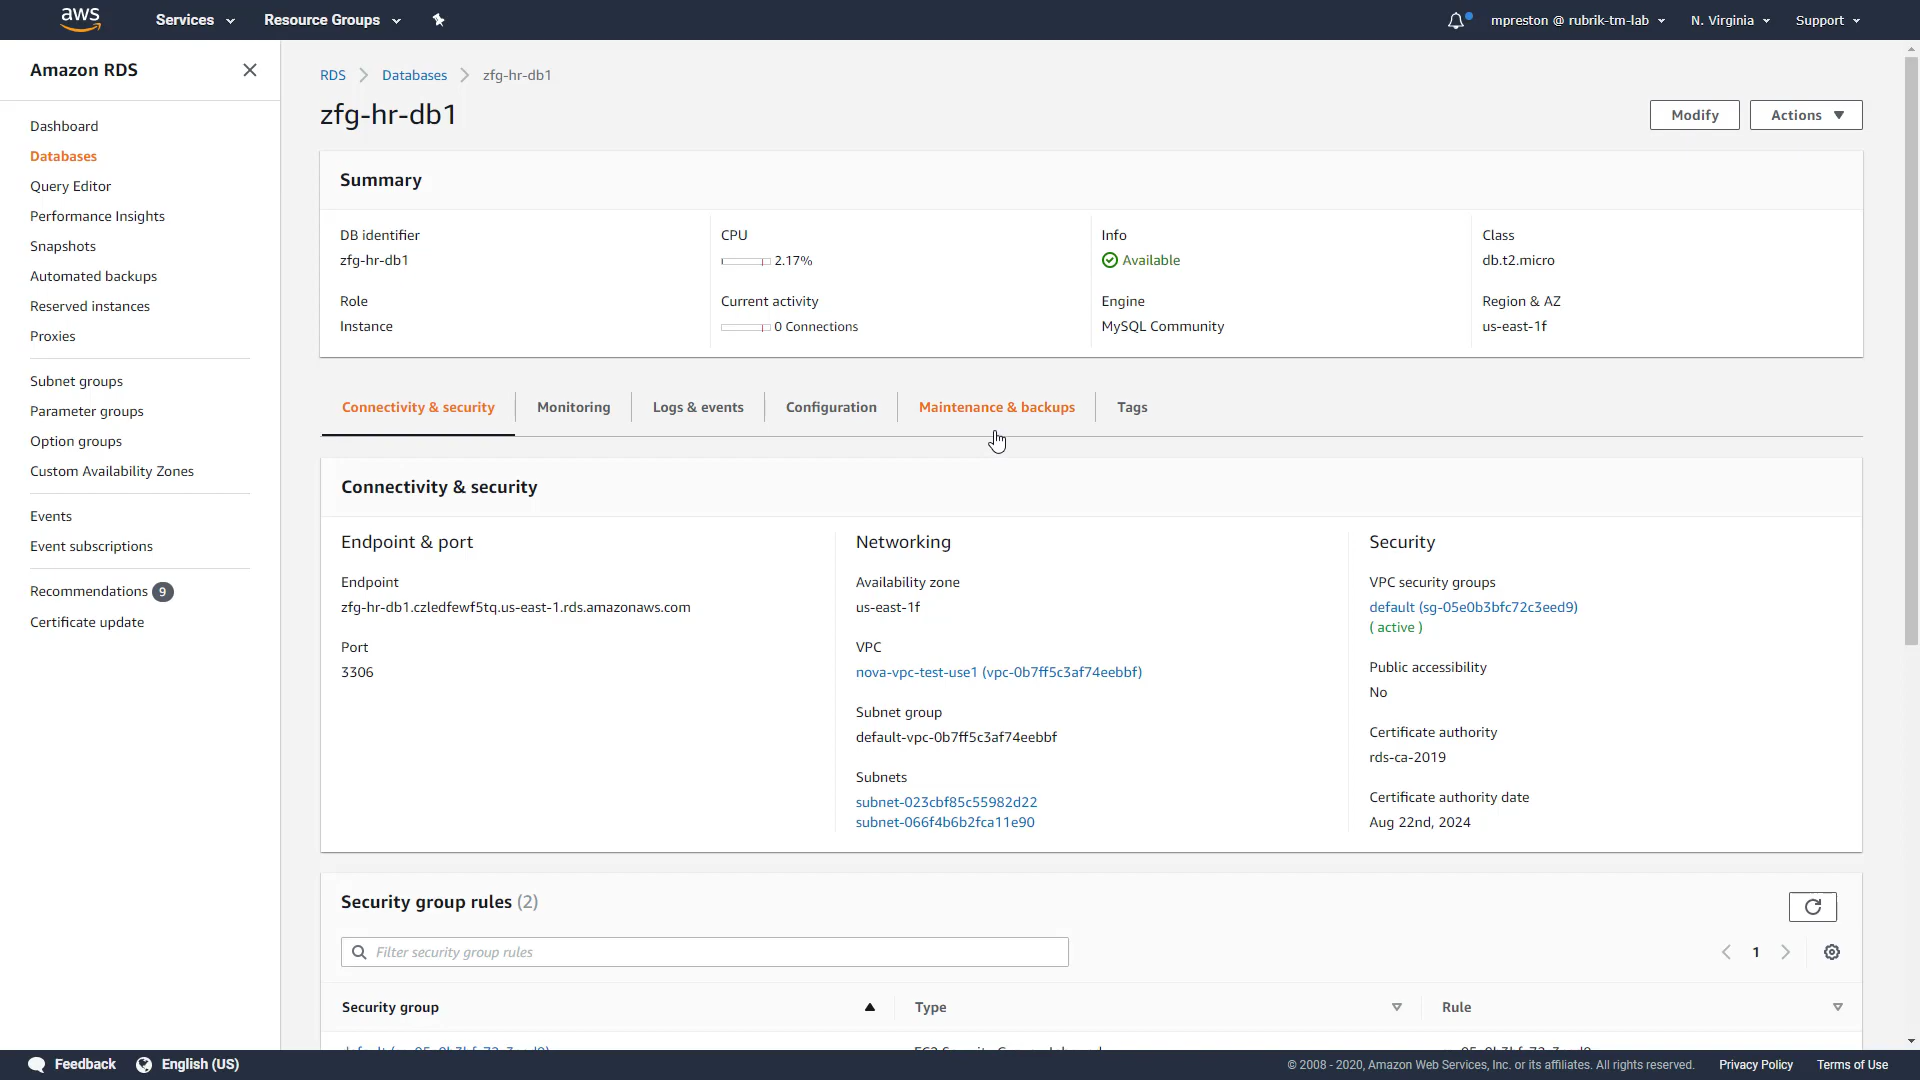 aws Services Resource Groups mpreston @ rubrik-tm-lab N. Virginia Support
Amazon RDS
Dashboard
Databases
Query Editor
Performance Insights
Snapshots
Automated backups
Reserved instances
Proxies
Subnet groups
Parameter groups
Option groups
Custom Availability Zones
Events
Event subscriptions
Recommendations 9
Certificate update
RDS Databases zfg-hr-db1
zfg-hr-db1
Modify Actions
Summary
DB identifier
zfg-hr-db1
Role
Instance
CPU
2.17%
Current activity
0 Connections
Info
Available
Engine
MySQL Community
Class
db.t2.micro
Region & AZ
us-east-1f
Connectivity & security Monitoring Logs & events Configuration Maintenance & backups Tags
Connectivity & security
Endpoint & port
Endpoint
zfg-hr-db1.czledfewf5tq.us-east-1.rds.amazonaws.com
Port
3306
Networking
Availability zone
us-east-1f
VPC
nova-vpc-test-use1 (vpc-0b7ff5c3af74eebbf)
Subnet group
default-vpc-0b7ff5c3af74eebbf
Subnets
subnet-023cbf85c55982d22
subnet-066f4b6b2fca11e90
Security
VPC security groups
default (sg-05e0b3bfc72c3eed9)
( active )
Public accessibility
No
Certificate authority
rds-ca-2019
Certificate authority date
Aug 22nd, 2024
Security group rules (2)
Filter security group rules
1
Security group Type Rule
Feedback English (US) © 2008 - 2020, Amazon Web Services, Inc. or its affiliates. All rights reserved. Privacy Policy Terms of Use